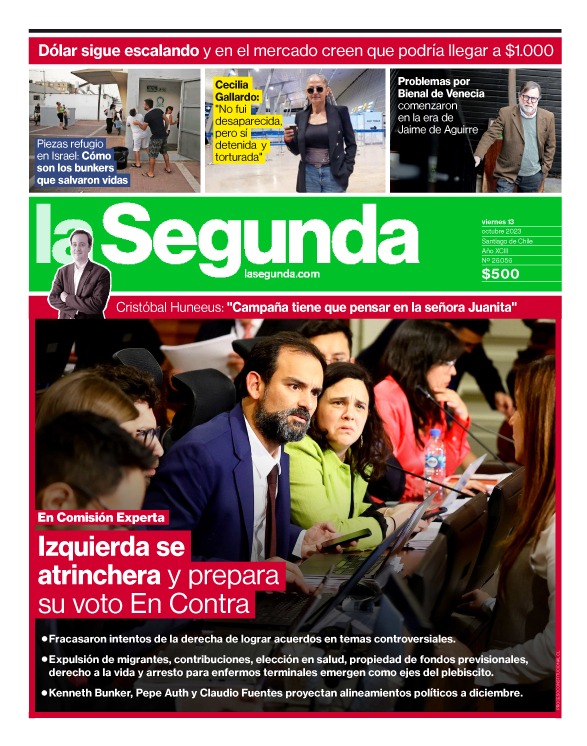 Dólar sigue escalando y en el mercado creen que podría llegar a $1.000
Piezas refugio
en Israel: Cómo
son los bunkers
que salvaron vidas
Cecilia
Gallardo:
"No fui
desaparecida,
pero sí
detenida y
torturada"
Problemas por
Bienal de Venecia
comenzaron
en la era de
Jaime de Aguirre
la Segunda
lasegunda.com
viernes 13
octubre 2023
Santiago de Chile
Año XCIII
Nº 26056
$500
Cristóbal Huneeus: "Campaña tiene que pensar en la señora Juanita"
En Comisión Experta
Izquierda se
atrinchera y prepara
su voto En Contra
● Fracasaron intentos de la derecha de lograr acuerdos en temas controversiales.
● Expulsión de migrantes, contribuciones, elección en salud, propiedad de fondos previsionales,
derecho a la vida y arresto para enfermos terminales emergen como ejes del plebiscito.
● Kenneth Bunker, Pepe Auth y Claudio Fuentes proyectan alineamientos políticos a diciembre.